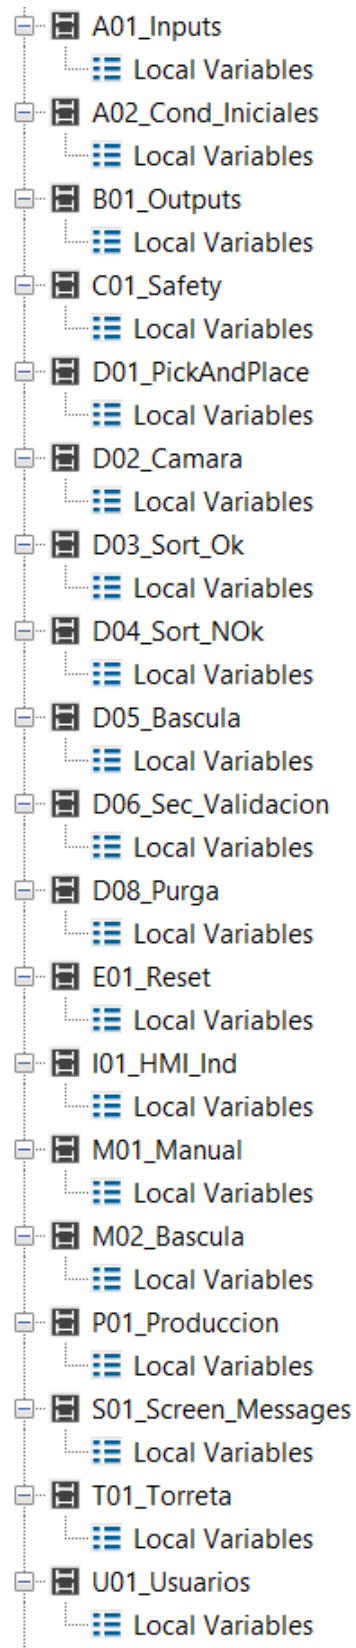 A01_Inputs
Local Variables
A02_Cond_Iniciales
Local Variables
B01_Outputs
Local Variables
C01_Safety
Local Variables
D01_PickAndPlace
Local Variables
D02_Camara
Local Variables
D03_Sort_Ok
Local Variables
D04_Sort_NOk
Local Variables
D05_Bascula
Local Variables
D06_Sec_Validacion
Local Variables
D08_Purga
Local Variables
E01_Reset
Local Variables
I01_HMI_Ind
Local Variables
M01_Manual
Local Variables
M02_Bascula
Local Variables
P01_Produccion
Local Variables
S01_Screen_Messages
Local Variables
T01_Torreta
Local Variables
U01_Usuarios
Local Variables